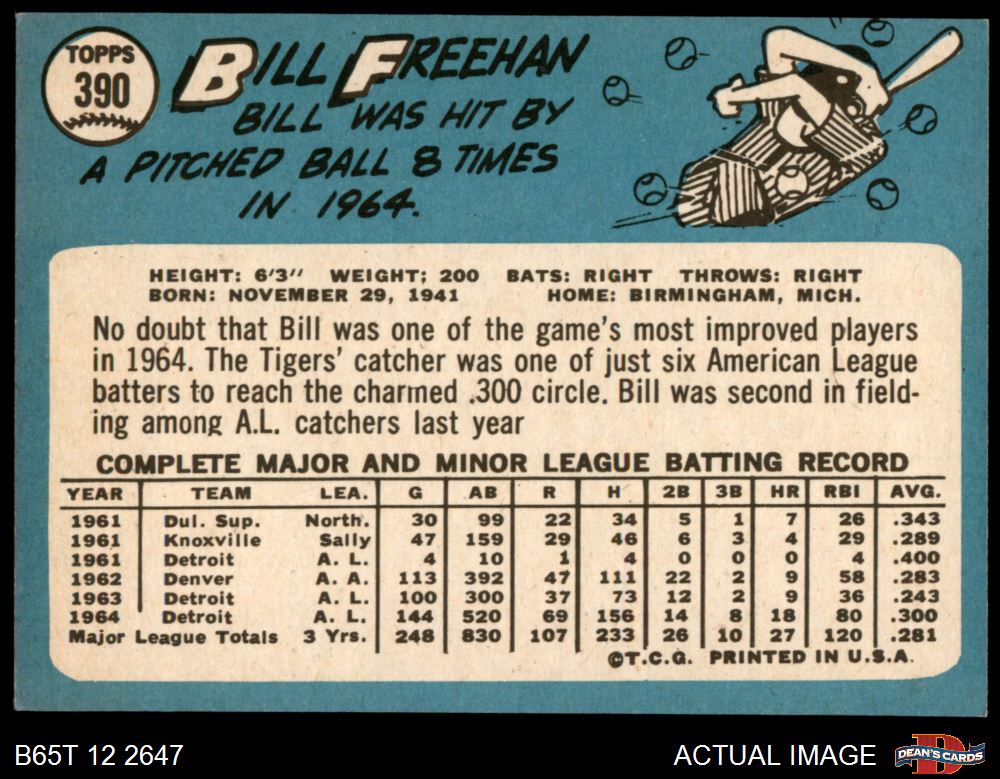 TOPPS
390
BILL FREEHAN
BILL WAS HIT BY
A PITCHED BALL 8 TIMES
IN 1964.
HEIGHT: 6'3" WEIGHT; 200 BATS: RIGHT THROWS: RIGHT
BORN: NOVEMBER 29, 1941 HOME: BIRMINGHAM, MICH.
No doubt that Bill was one of the game's most improved players
in 1964. The Tigers' catcher was one of just six American League
batters to reach the charmed .300 circle. Bill was second in field-
ing among A.L. catchers last year
COMPLETE MAJOR AND MINOR LEAGUE BATTING RECORD
YEAR TEAM LEA. G AB R H 2B 3B HR RBI AVG.
1961 Dul. Sup. North. 30 99 22 34 5 1 7 26 .343
1961 Knoxville Sally 47 159 29 46 6 3 4 29 .289
1961 Detroit A. L. 4 10 1 4 0 0 0 4 .400
1962 Denver A. A. 113 392 47 111 22 2 9 58 .283
1963 Detroit A. L. 100 300 37 73 12 2 9 36 .243
1964 Detroit A. L. 144 520 69 156 14 8 18 80 .300
Major League Totals 3 Yrs. 248 830 107 233 26 10 27 120 .281
©T.C.G. PRINTED IN U.S.A.
B65T 12 2647 ACTUAL IMAGE D DEAN'S CARDS